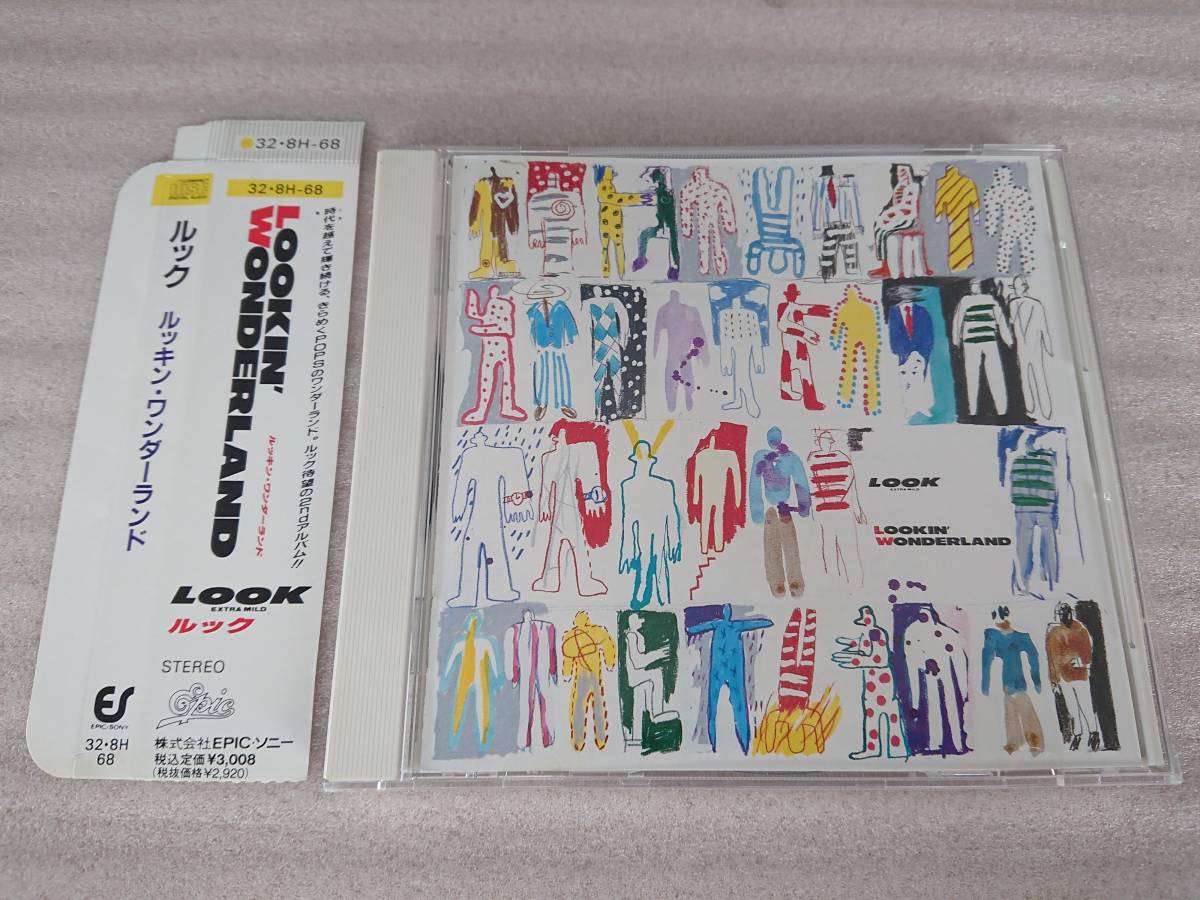 32・8H-68
COMPACT
disc
DIGITAL AUDIO
ルック ルッキン・ワンダーランド
ES
EPIC・SONY
32・8H
68
32・8H-68
時代を越えて輝き続ける、きらめくPOPSのワンダーランド。ルック待望の2ndアルバム!!
LOOKIN'
WONDERLAND
ルッキン・ワンダーランド
LOOK
EXTRA MILD
ルック
STEREO
Epic
株式会社EPIC・ソニー
税込定価¥3,008
(税抜価格¥2,920)
LOOK
EXTRA MILD
LOOKIN'
WONDERLAND